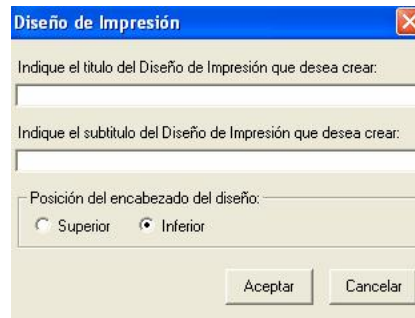 Diseño de Impresión
Indique el titulo del Diseño de Impresión que desea crear:
Indique el subtitulo del Diseño de Impresión que desea crear:
Posición del encabezado del diseño:
Superior Inferior
Aceptar Cancelar